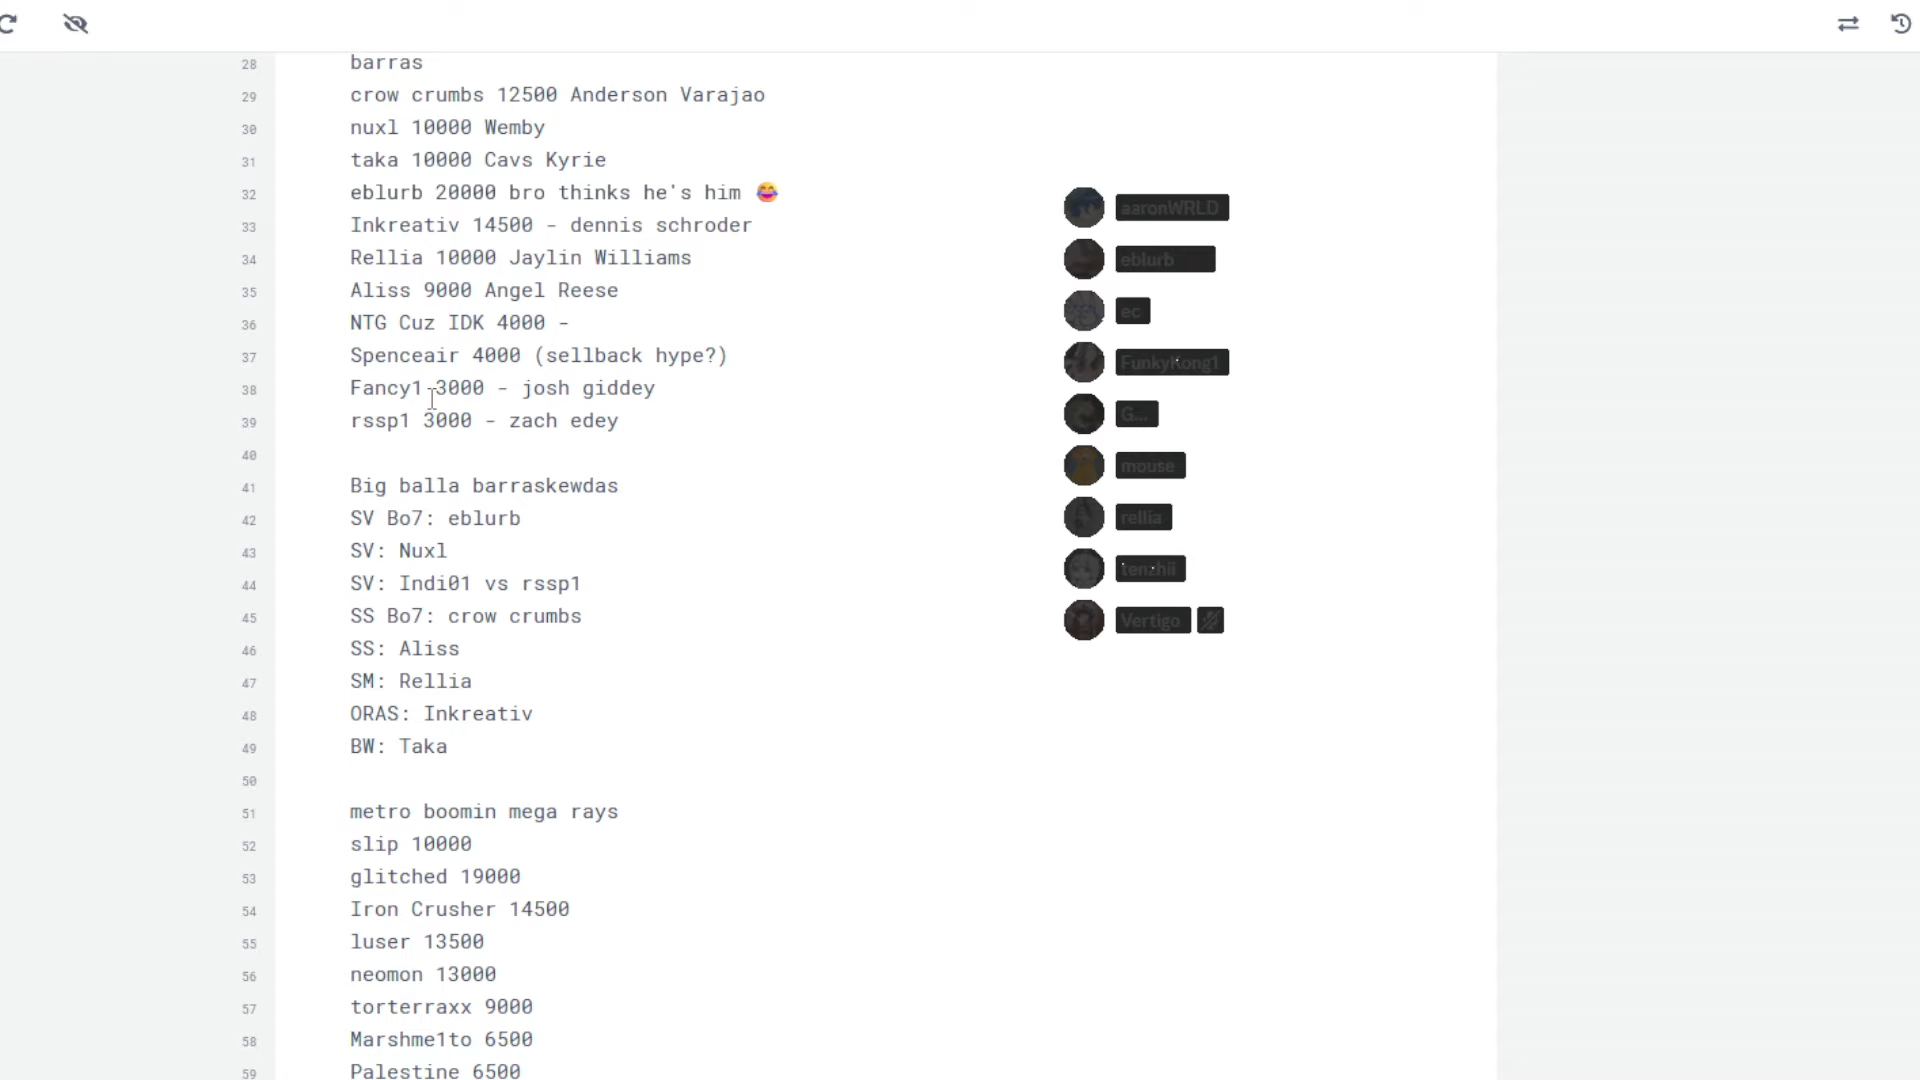 28 barras
29 crow crumbs 12500 Anderson Varajao
30 nuxl 10000 Wemby
31 taka 10000 Cavs Kyrie
32 eblurb 20000 bro thinks he's him 😂
33 Inkreativ 14500 - dennis schroder
34 Rellia 10000 Jaylin Williams
35 Aliss 9000 Angel Reese
36 NTG Cuz IDK 4000 -
37 Spenceair 4000 (sellback hype?)
38 Fancy1 3000 - josh giddey
39 rssp1 3000 - zach edey
40
41 Big balla barraskewdas
42 SV Bo7: eblurb
43 SV: Nuxl
44 SV: Indi01 vs rssp1
45 SS Bo7: crow crumbs
46 SS: Aliss
47 SM: Rellia
48 ORAS: Inkreativ
49 BW: Taka
50
51 metro boomin mega rays
52 slip 10000
53 glitched 19000
54 Iron Crusher 14500
55 luser 13500
56 neomon 13000
57 torterraxx 9000
58 Marshme1to 6500
59 Palestine 6500
aaronWRLD
eblurb
ec
FunkyKong1
G...
mouse
rellia
tenzhii
Vertigo